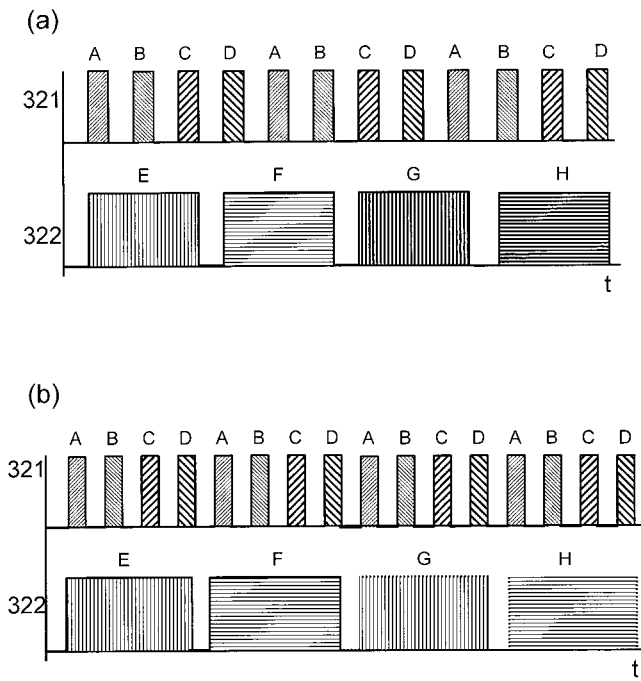 (a)
A B C D A B C D A B C D
321
E F G H
322
t
(b)
A B C D A B C D A B C D A B C D
321
E F G H
322
t